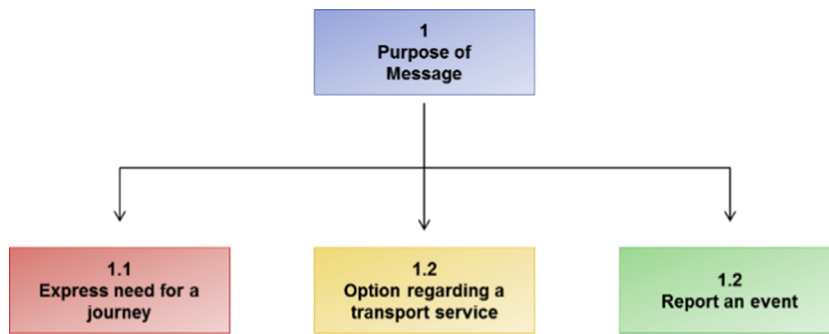 1
Purpose of
Message
1.1
Express need for a
journey
1.2
Option regarding a
transport service
1.2
Report an event